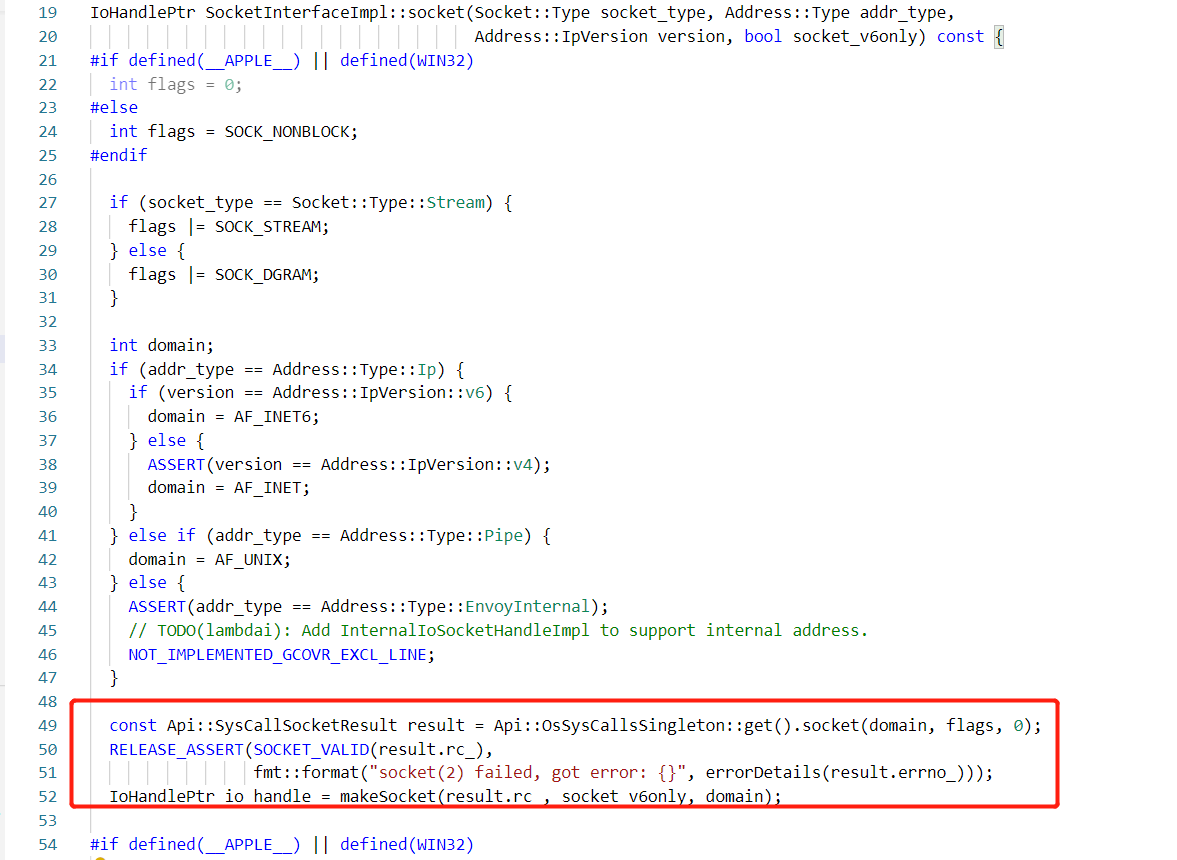 19 IoHandlePtr SocketInterfaceImpl::socket(Socket::Type socket_type, Address::Type addr_type,
20 Address::IpVersion version, bool socket_v6only) const {
21 #if defined(__APPLE__) || defined(WIN32)
22 int flags = 0;
23 #else
24 int flags = SOCK_NONBLOCK;
25 #endif
26
27 if (socket_type == Socket::Type::Stream) {
28 flags |= SOCK_STREAM;
29 } else {
30 flags |= SOCK_DGRAM;
31 }
32
33 int domain;
34 if (addr_type == Address::Type::Ip) {
35 if (version == Address::IpVersion::v6) {
36 domain = AF_INET6;
37 } else {
38 ASSERT(version == Address::IpVersion::v4);
39 domain = AF_INET;
40 }
41 } else if (addr_type == Address::Type::Pipe) {
42 domain = AF_UNIX;
43 } else {
44 ASSERT(addr_type == Address::Type::EnvoyInternal);
45 // TODO(lambdai): Add InternalIoSocketHandleImpl to support internal address.
46 NOT_IMPLEMENTED_GCOVR_EXCL_LINE;
47 }
48
49 const Api::SysCallSocketResult result = Api::OsSysCallsSingleton::get().socket(domain, flags, 0);
50 RELEASE_ASSERT(SOCKET_VALID(result.rc_),
51 fmt::format("socket(2) failed, got error: {}", errorDetails(result.errno_)));
52 IoHandlePtr io_handle = makeSocket(result.rc_, socket_v6only, domain);
53
54 #if defined(__APPLE__) || defined(WIN32)